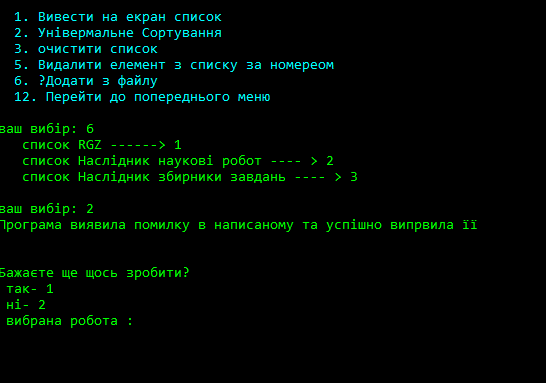 1. Вивести на екран список
2. Універмальне Сортування
3. очистити список
5. Видалити елемент з списку за номереом
6. ?Додати з файлу
12. Перейти до попереднього меню
ваш вибір: 6
список RGZ ------> 1
список Наслідник наукові робот ---- > 2
список Наслідник збирники завдань ---- > 3
ваш вибір: 2
Програма виявила помилку в написаному та успішно випрвила її
Бажаєте ще щось зробити?
так- 1
ні- 2
вибрана робота :